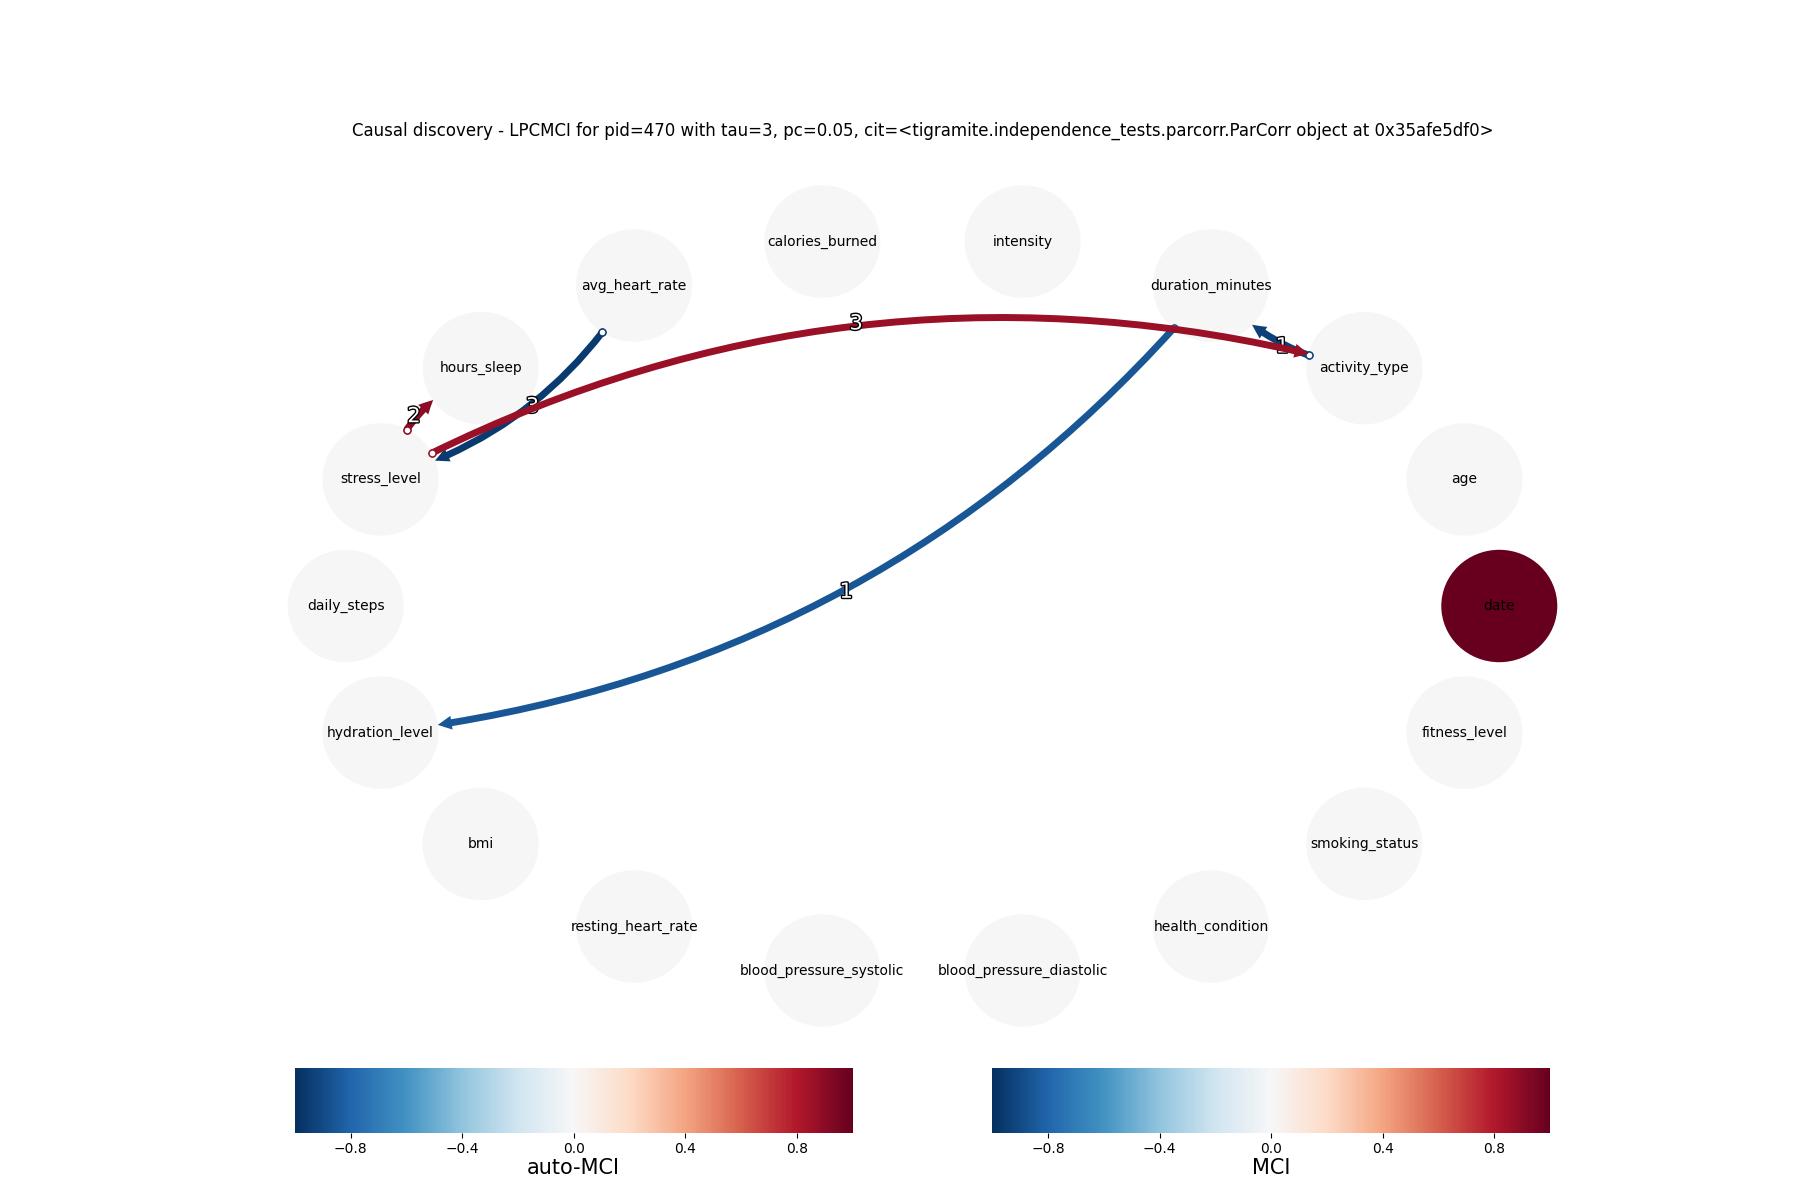 Causal discovery - LPCMCI for pid=470 with tau=3, pc=0.05, cit=<tigramite.independence_tests.parcorr.ParCorr object at 0x35afe5df0>
calories_burned
intensity
avg_heart_rate
duration_minutes
3
1
hours_sleep
activity_type
3
2
stress_level
age
1
daily_steps
date
hydration_level
fitness_level
bmi
smoking_status
resting_heart_rate
health_condition
blood_pressure_systolic
blood_pressure_diastolic
−0.8 −0.4 0.0 0.4 0.8
auto-MCI
−0.8 −0.4 0.0 0.4 0.8
MCI